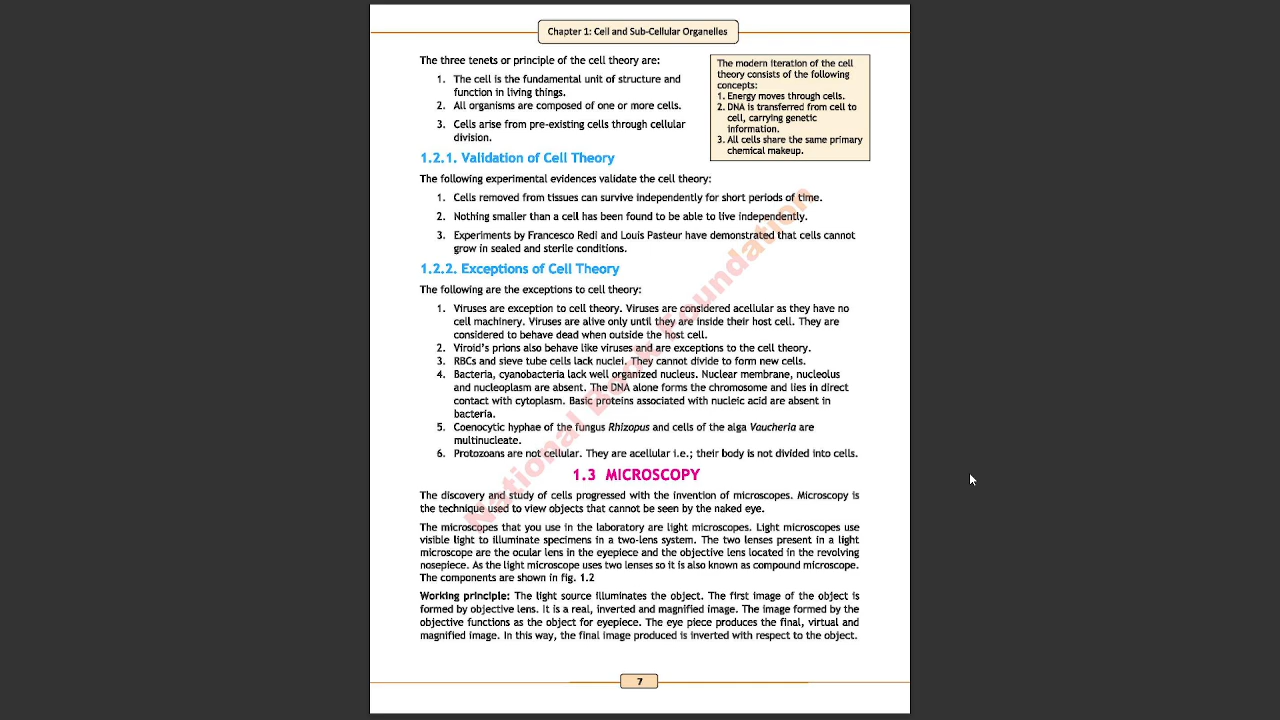 Chapter 1: Cell and Sub-Cellular Organelles
The three tenets or principle of the cell theory are:
1. The cell is the fundamental unit of structure and
function in living things.
2. All organisms are composed of one or more cells.
3. Cells arise from pre-existing cells through cellular
division.
The modern iteration of the cell
theory consists of the following
concepts:
1. Energy moves through cells.
2. DNA is transferred from cell to
cell, carrying genetic
information.
3. All cells share the same primary
chemical makeup.
1.2.1. Validation of Cell Theory
The following experimental evidences validate the cell theory:
1. Cells removed from tissues can survive independently for short periods of time.
2. Nothing smaller than a cell has been found to be able to live independently.
3. Experiments by Francesco Redi and Louis Pasteur have demonstrated that cells cannot
grow in sealed and sterile conditions.
1.2.2. Exceptions of Cell Theory
The following are the exceptions to cell theory:
1. Viruses are exception to cell theory. Viruses are considered acellular as they have no
cell machinery. Viruses are alive only until they are inside their host cell. They are
considered to behave dead when outside the host cell.
2. Viroid's prions also behave like viruses and are exceptions to the cell theory.
3. RBCs and sieve tube cells lack nuclei. They cannot divide to form new cells.
4. Bacteria, cyanobacteria lack well organized nucleus. Nuclear membrane, nucleolus
and nucleoplasm are absent. The DNA alone forms the chromosome and lies in direct
contact with cytoplasm. Basic proteins associated with nucleic acid are absent in
bacteria.
5. Coenocytic hyphae of the fungus Rhizopus and cells of the alga Vaucheria are
multinucleate.
6. Protozoans are not cellular. They are acellular i.e.; their body is not divided into cells.
1.3 MICROSCOPY
The discovery and study of cells progressed with the invention of microscopes. Microscopy is
the technique used to view objects that cannot be seen by the naked eye.
The microscopes that you use in the laboratory are light microscopes. Light microscopes use
visible light to illuminate specimens in a two-lens system. The two lenses present in a light
microscope are the ocular lens in the eyepiece and the objective lens located in the revolving
nosepiece. As the light microscope uses two lenses so it is also known as compound microscope.
The components are shown in fig. 1.2
Working principle: The light source illuminates the object. The first image of the object is
formed by objective lens. It is a real, inverted and magnified image. The image formed by the
objective functions as the object for eyepiece. The eye piece produces the final, virtual and
magnified image. In this way, the final image produced is inverted with respect to the object.
7
National Book Foundation